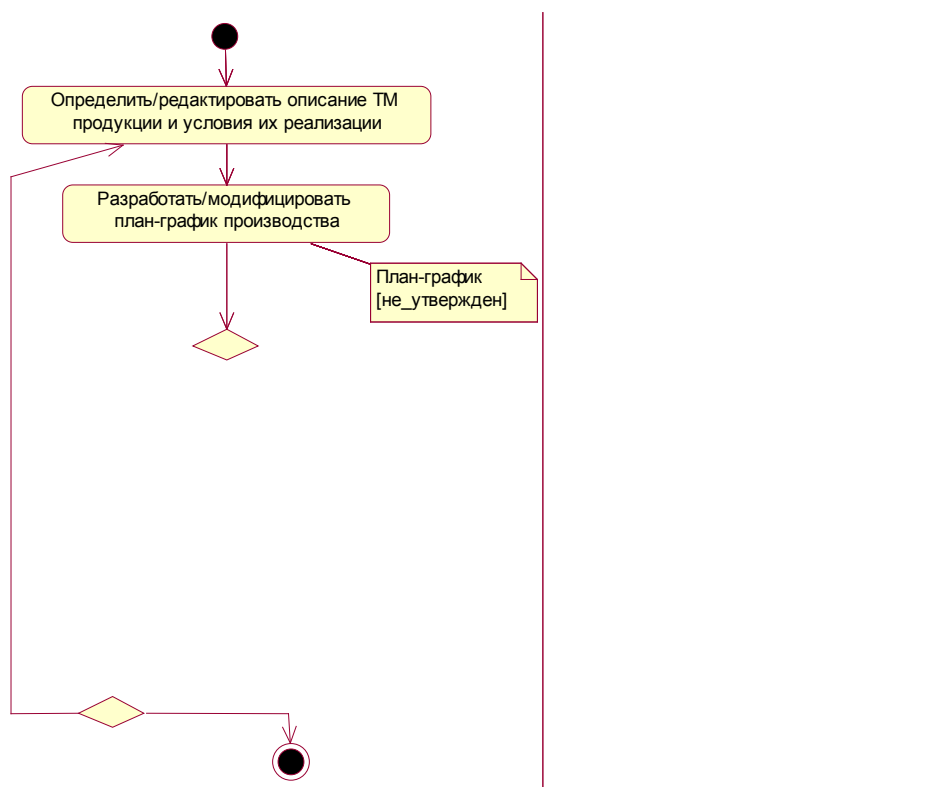 Определить/редактировать описание ТМ
продукции и условия их реализации
Разработать/модифицировать
план-график производства
План-график
[не_утвержден]